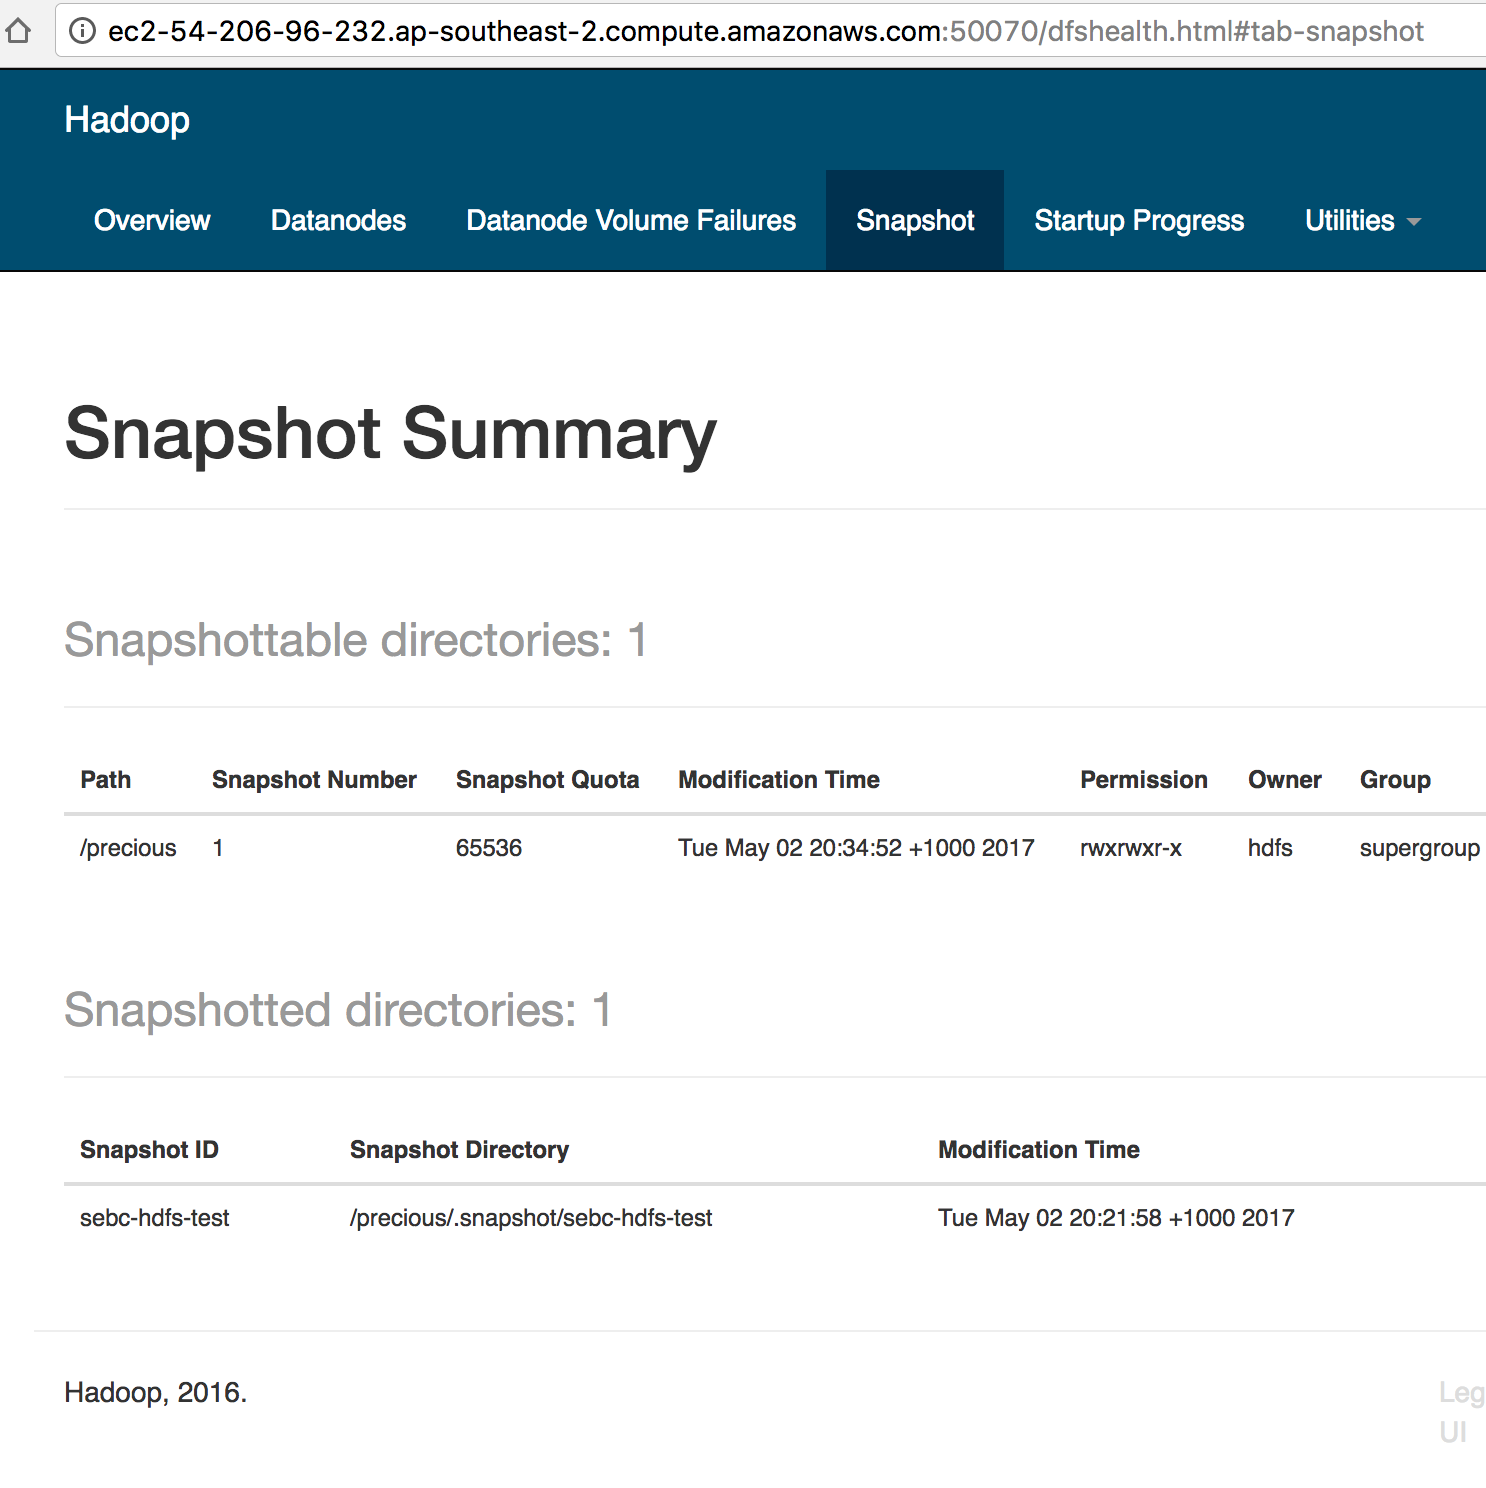 ec2-54-206-96-232.ap-southeast-2.compute.amazonaws.com:50070/dfshealth.html#tab-snapshot
Hadoop
Overview Datanodes Datanode Volume Failures Snapshot Startup Progress Utilities
Snapshot Summary
Snapshottable directories: 1
Path Snapshot Number Snapshot Quota Modification Time Permission Owner Group
/precious 1 65536 Tue May 02 20:34:52 +1000 2017 rwxrwxr-x hdfs supergroup
Snapshotted directories: 1
Snapshot ID Snapshot Directory Modification Time
sebc-hdfs-test /precious/.snapshot/sebc-hdfs-test Tue May 02 20:21:58 +1000 2017
Hadoop, 2016. Leg
UI